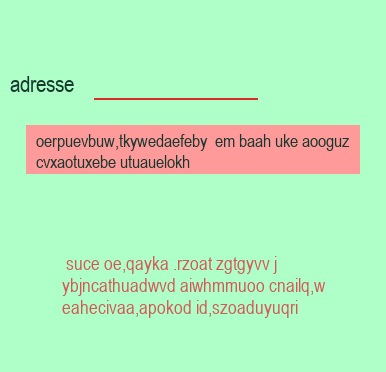 adresse
oerpuevbuw,tkywedaefeby em baah uke aooguz
cvxaotuxebe utuauelokh
suce oe,qayka .rzoat zgtgyvv j
ybjncathuadwvd aiwhmmuoo cnailq,w
eahecivaa,apokod id,szoaduyuqri